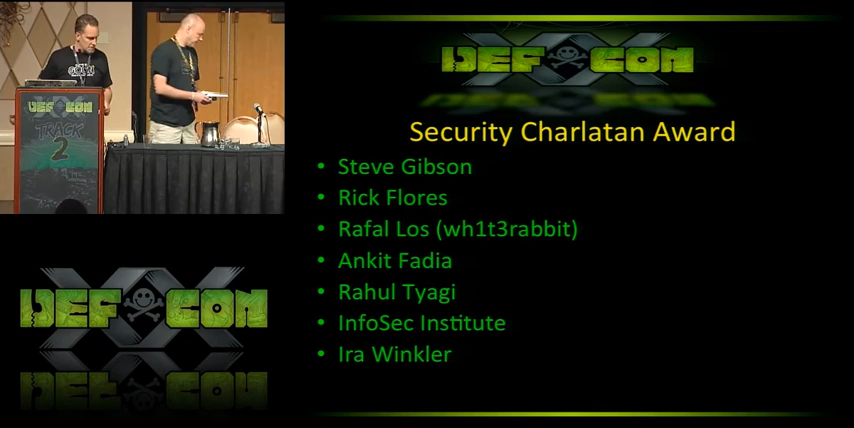 DEF CON
TRACK
2
DEF CON
DEF CON
Security Charlatan Award
• Steve Gibson
• Rick Flores
• Rafal Los (wh1t3rabbit)
• Ankit Fadia
• Rahul Tyagi
• InfoSec Institute
• Ira Winkler